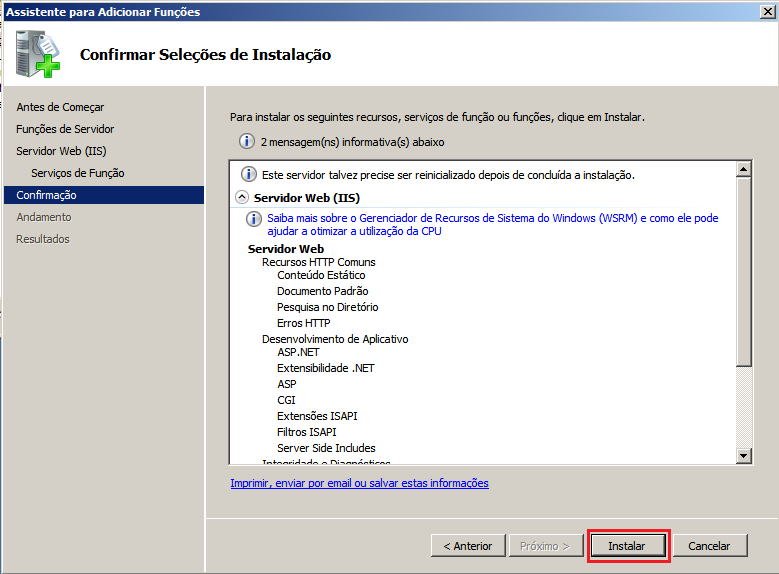 Assistente para Adicionar Funções
Confirmar Seleções de Instalação
Antes de Começar
Funções de Servidor
Servidor Web (IIS)
Serviços de Função
Confirmação
Andamento
Resultados
Para instalar os seguintes recursos, serviços de função ou funções, clique em Instalar.
2 mensagem(ns) informativa(s) abaixo
Este servidor talvez precise ser reinicializado depois de concluída a instalação.
Servidor Web (IIS)
Saiba mais sobre o Gerenciador de Recursos de Sistema do Windows (WSRM) e como ele pode
ajudar a otimizar a utilização da CPU
Servidor Web
Recursos HTTP Comuns
Conteúdo Estático
Documento Padrão
Pesquisa no Diretório
Erros HTTP
Desenvolvimento de Aplicativo
ASP.NET
Extensibilidade .NET
ASP
CGI
Extensões ISAPI
Filtros ISAPI
Server Side Includes
Integridade e Diagnósticos
Imprimir, enviar por email ou salvar estas informações
< Anterior
Próximo >
Instalar
Cancelar